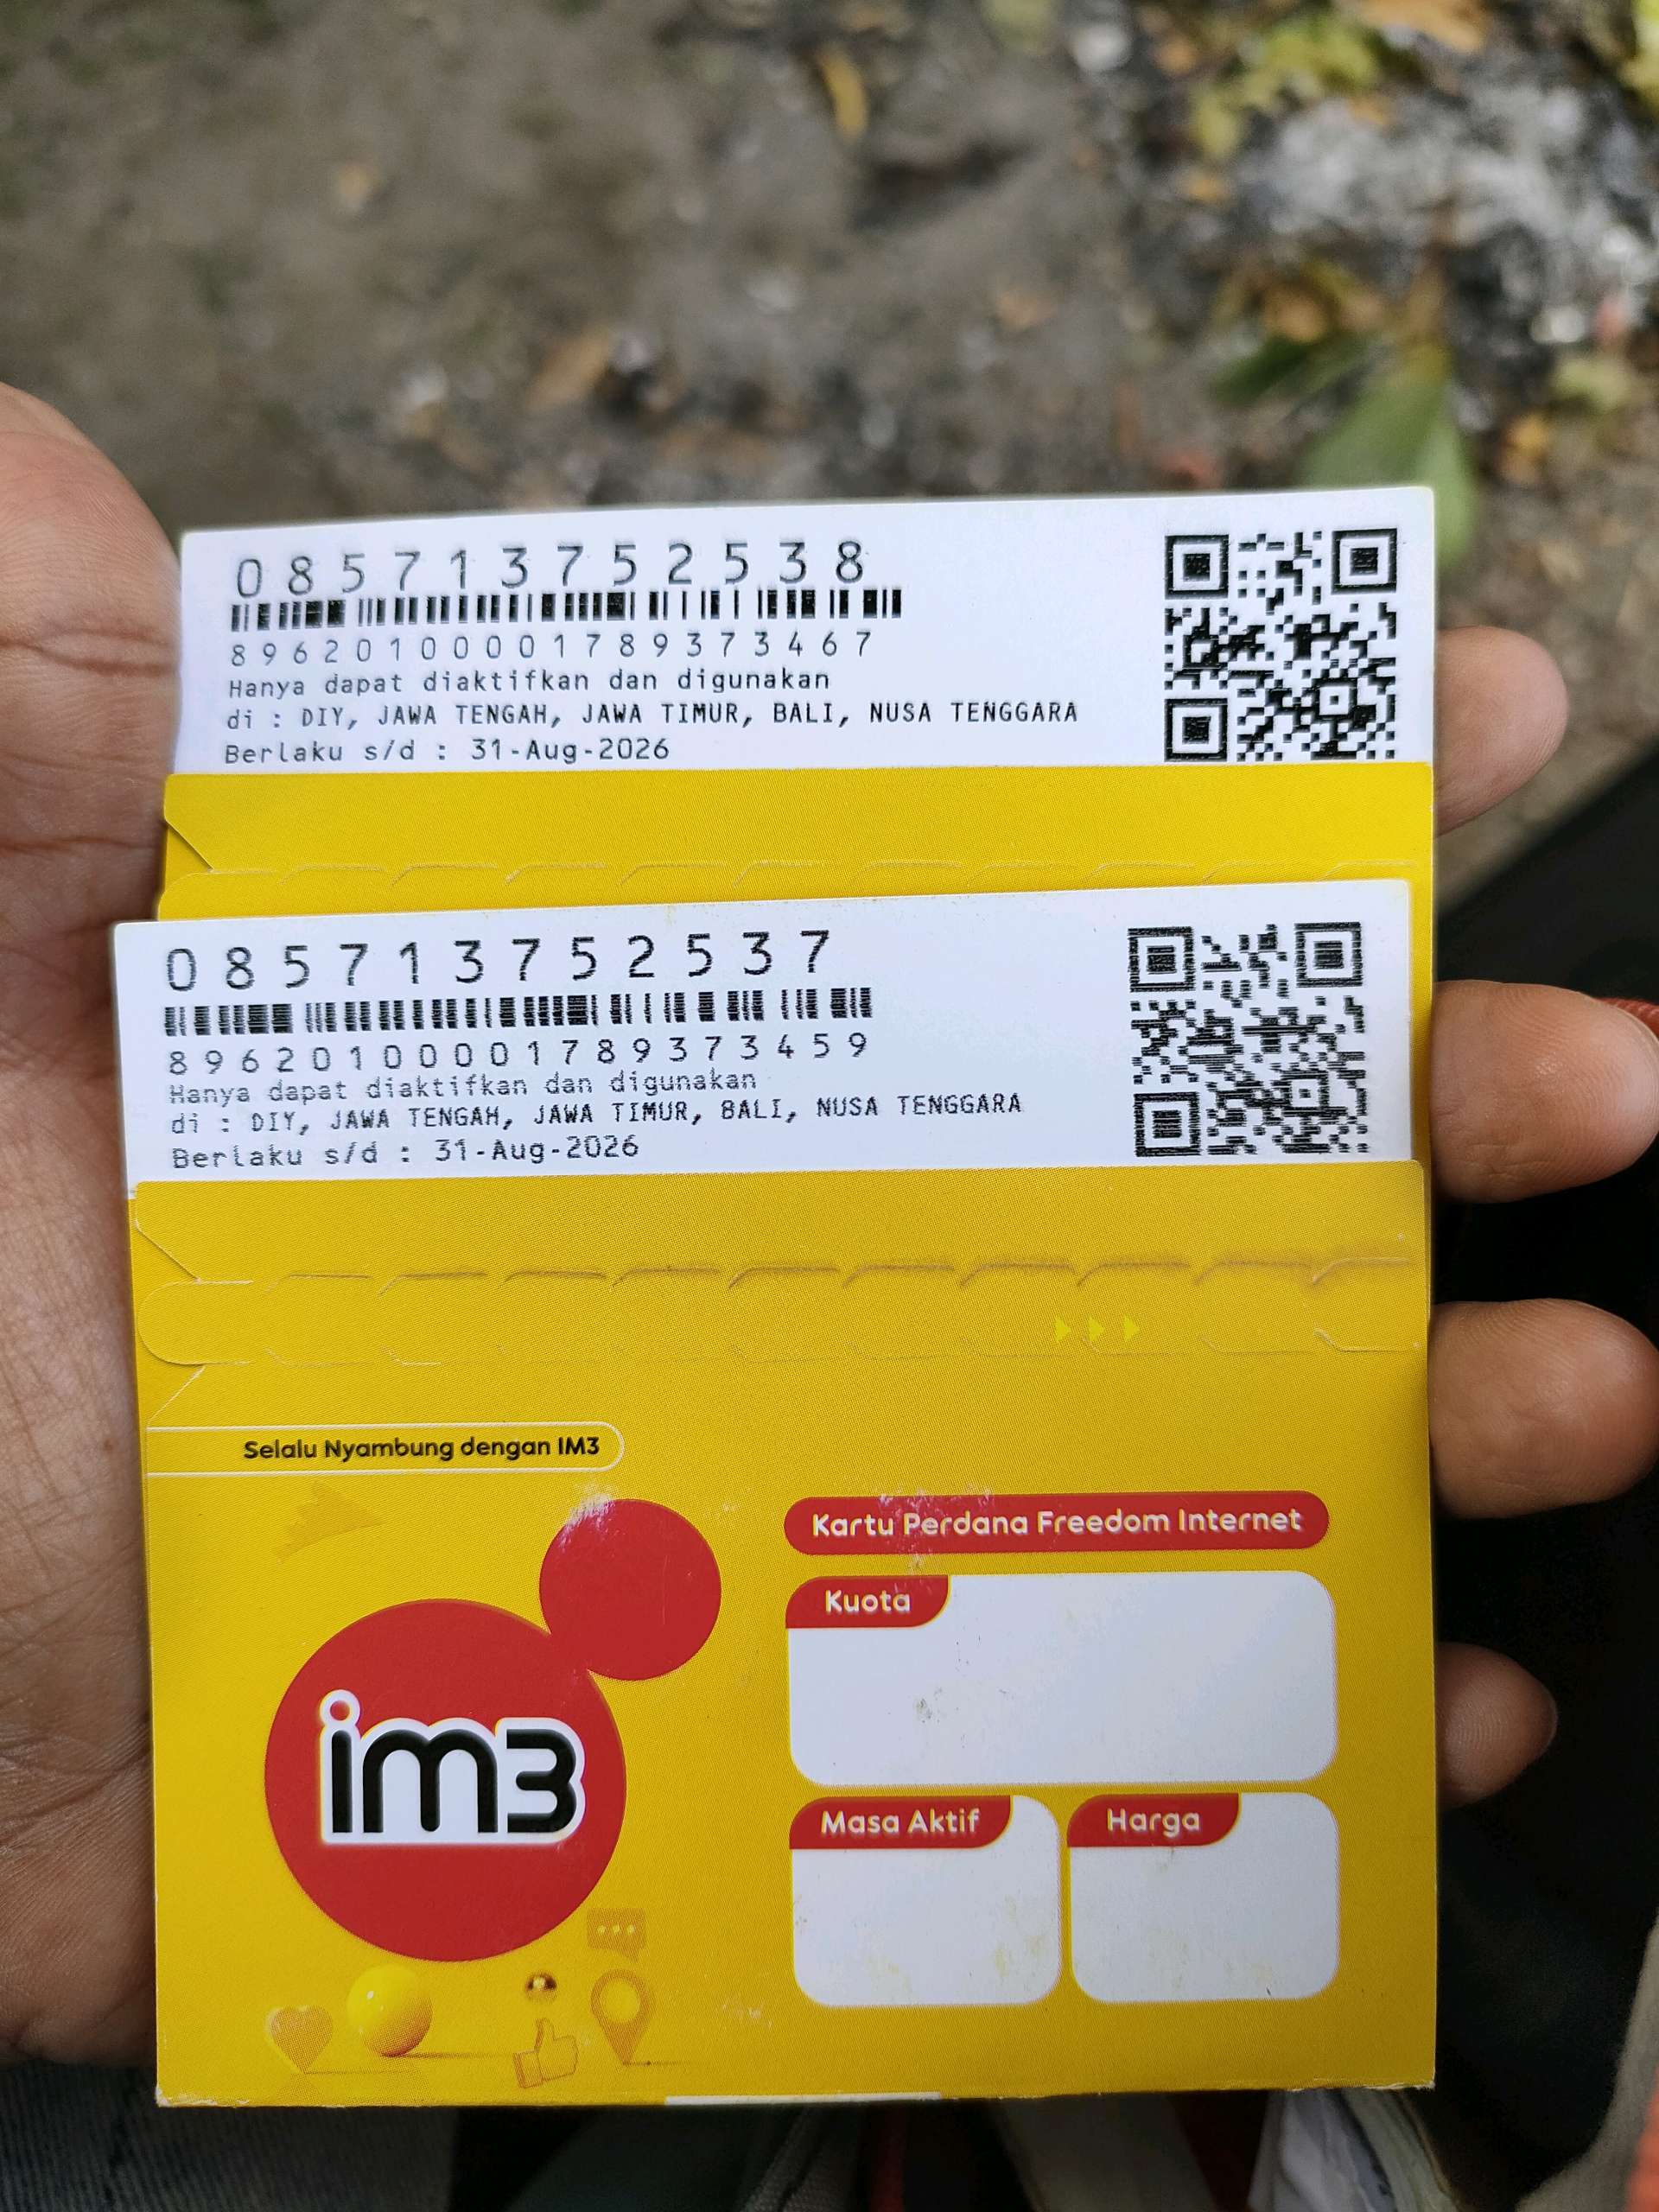 085713752538
89620100001789373467
Hanya dapat diaktifkan dan digunakan
di : DIY, JAWA TENGAH, JAWA TIMUR, BALI, NUSA TENGGARA
Berlaku s/d : 31-Aug-2026
085713752537
89620100001789373459
Hanya dapat diaktifkan dan digunakan
di : DIY, JAWA TENGAH, JAWA TIMUR, BALI, NUSA TENGGARA
Berlaku s/d : 31-Aug-2026
Selalu Nyambung dengan IM3
im3
Kartu Perdana Freedom Internet
Kuota
Masa Aktif
Harga